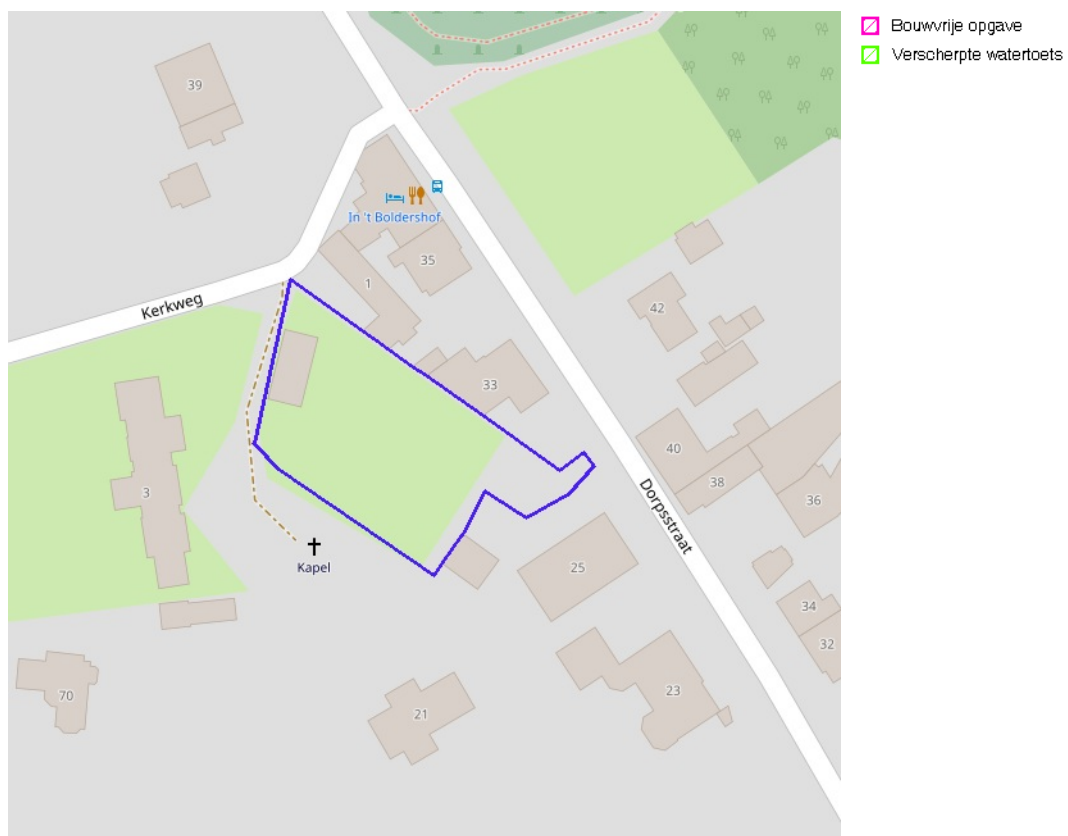 Bouwvrije opgave
Verscherpte watertoets
39
In 't Boldershof
35
1
Kerkweg
42
33
40
38
36
3
Dorpsstraat
Kapel
25
34
32
70
21
23